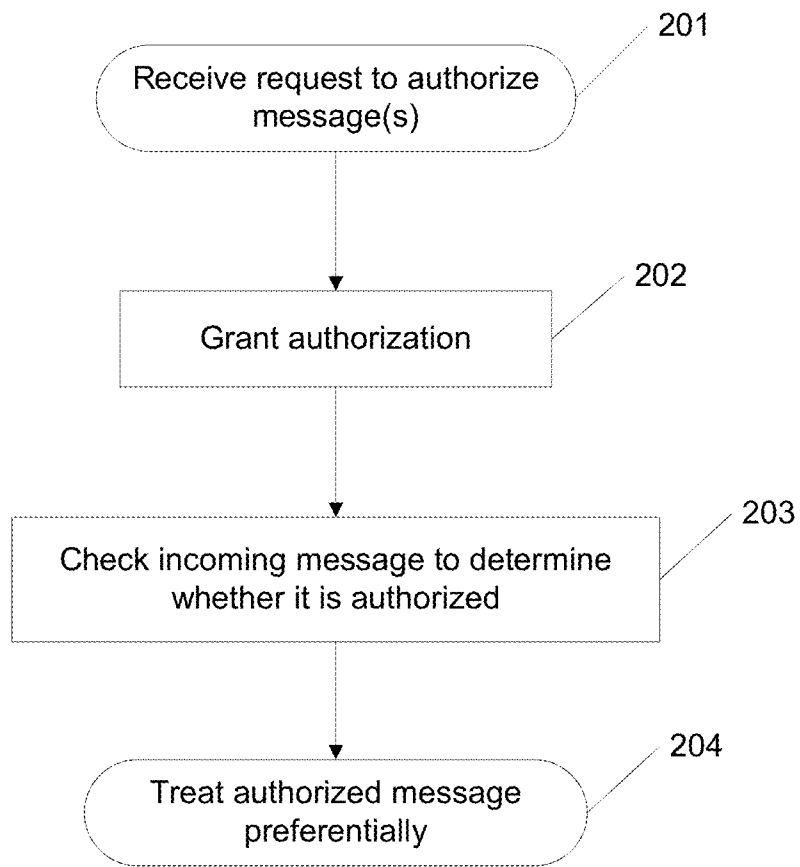 201
Receive request to authorize
message(s)
202
Grant authorization
203
Check incoming message to determine
whether it is authorized
204
Treat authorized message
preferentially